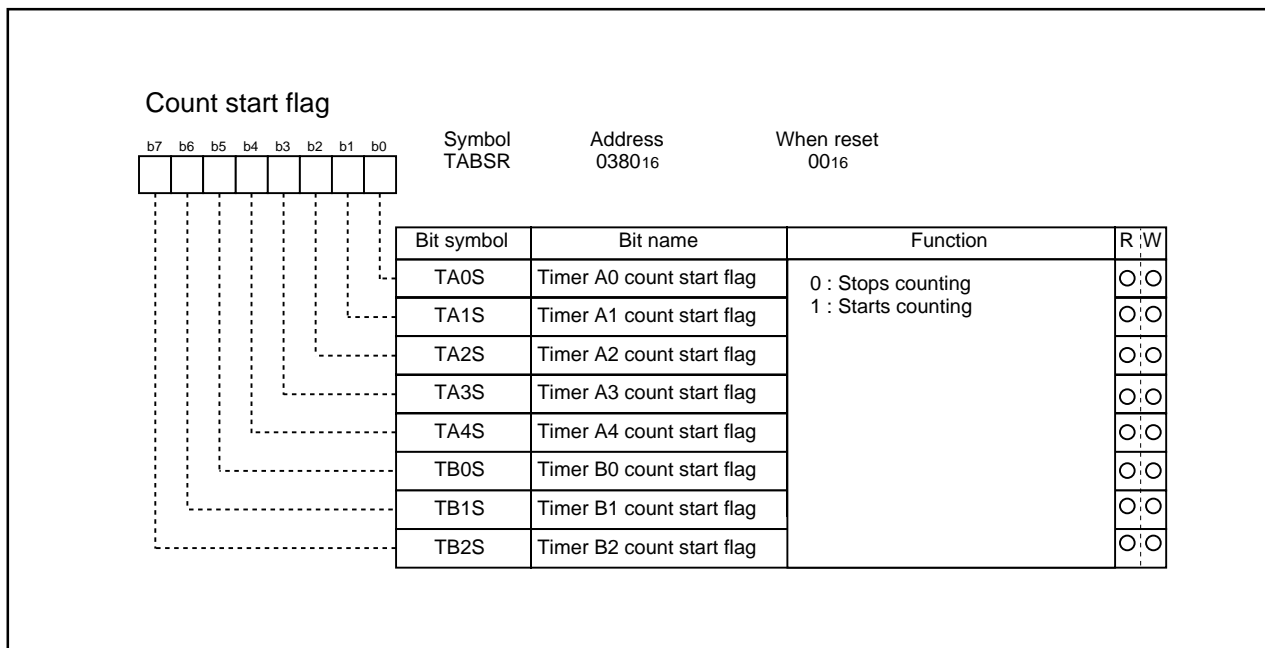 Count start flag
b7 b6 b5 b4 b3 b2 b1 b0
Symbol Address When reset
TABSR 038016 0016
Bit symbol Bit name Function R W
TA0S Timer A0 count start flag 0 : Stops counting
1 : Starts counting
TA1S Timer A1 count start flag
TA2S Timer A2 count start flag
TA3S Timer A3 count start flag
TA4S Timer A4 count start flag
TB0S Timer B0 count start flag
TB1S Timer B1 count start flag
TB2S Timer B2 count start flag